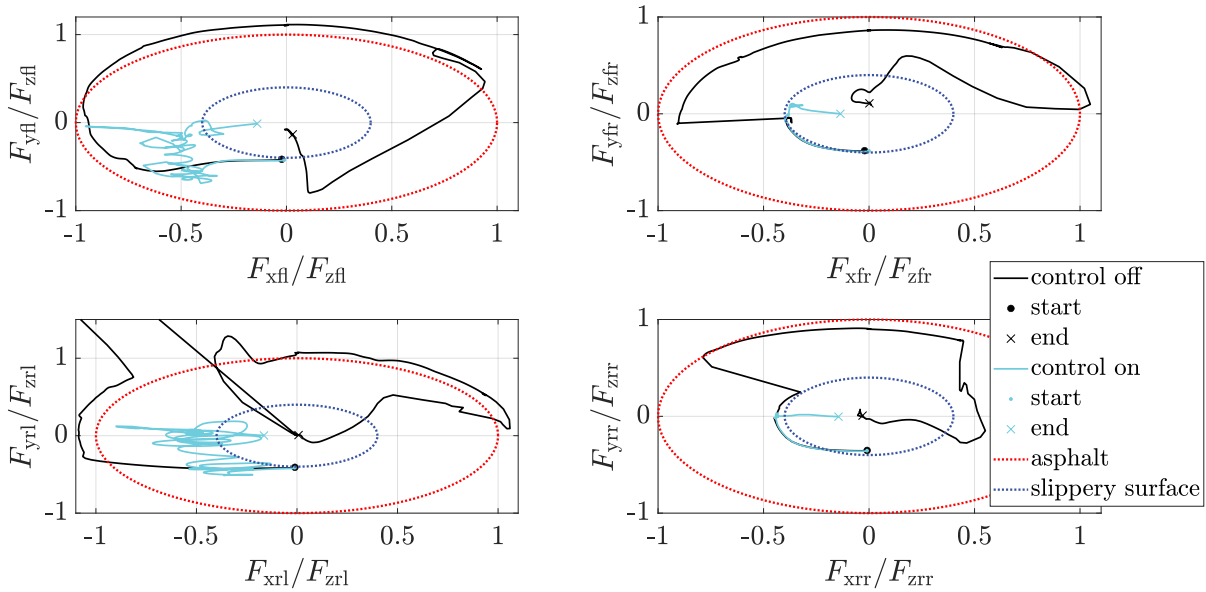 1
0
-1
-1 -0.5 0 0.5 1
F_yfl/F_zfl
F_xfl/F_zfl
1
0
-1
-1 -0.5 0 0.5 1
F_yfr/F_zfr
F_xfr/F_zfr
1
0
-1
-1 -0.5 0 0.5 1
F_yrl/F_zrl
F_xrl/F_zrl
1
0
-1
-1 -0.5 0
F_yrr/F_zrr
F_xrr/F_zrr
control off
start
end
control on
start
end
asphalt
slippery surface
0.5 1